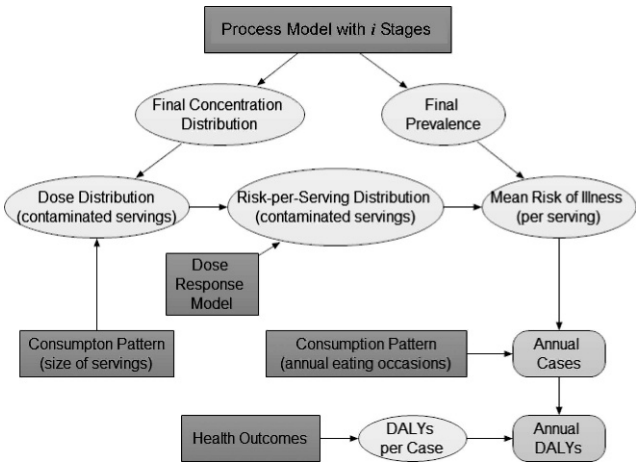 Process Model with i Stages
Final Concentration
Distribution
Final
Prevalence
Dose Distribution
(contaminated servings)
Risk-per-Serving Distribution
(contaminated servings)
Mean Risk of Illness
(per serving)
Dose
Response
Model
Consumpton Pattern
(size of servings)
Consumption Pattern
(annual eating occasions)
Annual
Cases
Health Outcomes
DALYs
per Case
Annual
DALYs